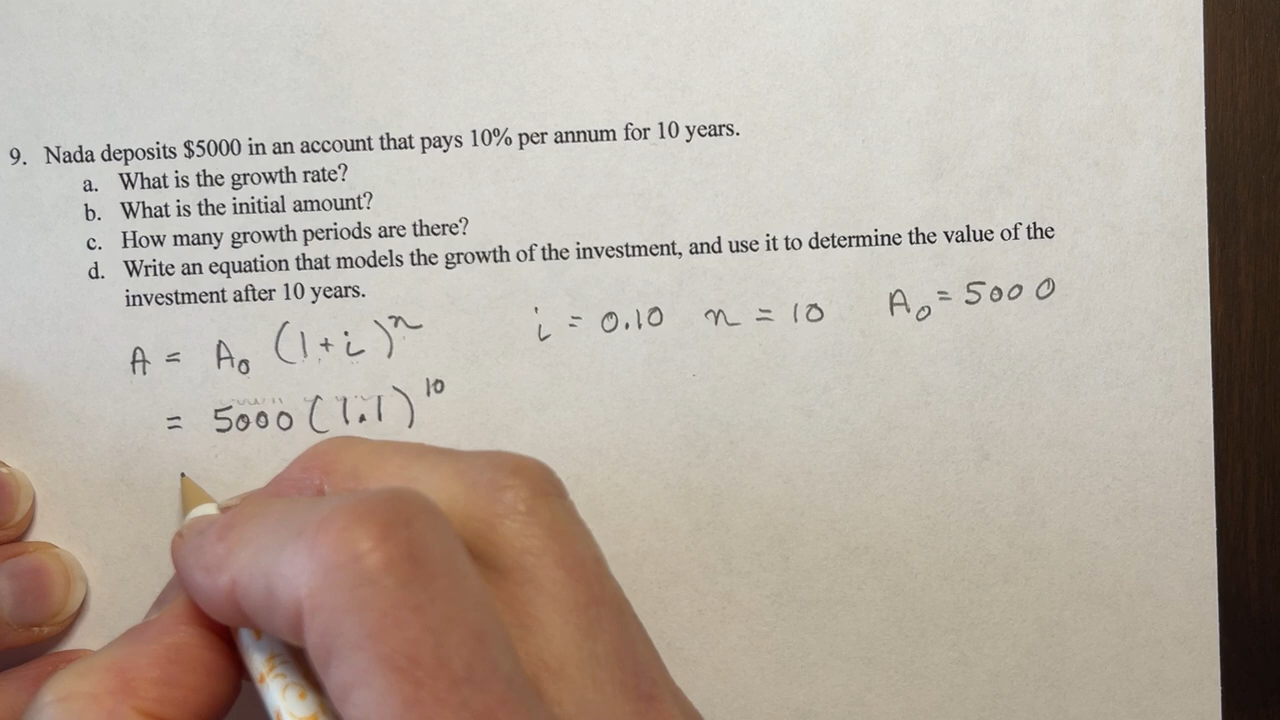 9. Nada deposits $5000 in an account that pays 10% per annum for 10 years.
a. What is the growth rate?
b. What is the initial amount?
c. How many growth periods are there?
d. Write an equation that models the growth of the investment, and use it to determine the value of the
investment after 10 years.
i = 0.10 n = 10 A₀ = 5000
A = A₀ (1+i)ⁿ
= 5000 (1.1)¹⁰